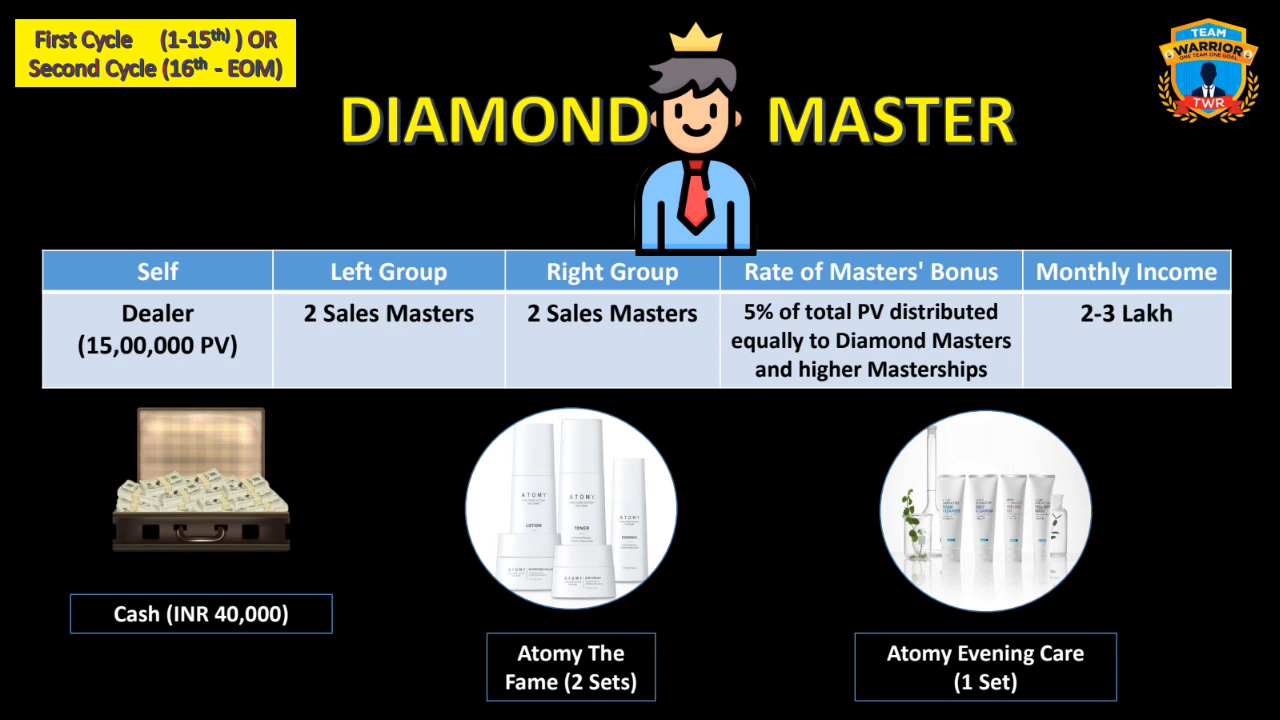 First Cycle (1-15th) ) OR
Second Cycle (16th - EOM)
TEAM
WARRIOR
ONE TEAM ONE GOAL
TWR
DIAMOND MASTER
Self Left Group Right Group Rate of Masters' Bonus Monthly Income
Dealer
(15,00,000 PV)
2 Sales Masters
2 Sales Masters
5% of total PV distributed
equally to Diamond Masters
and higher Masterships
2-3 Lakh
ATOMY
LOTION
ATOMY
TONER
ATOMY
ATOMY
ATOMY
Cash (INR 40,000)
Atomy The
Fame (2 Sets)
Atomy Evening Care
(1 Set)